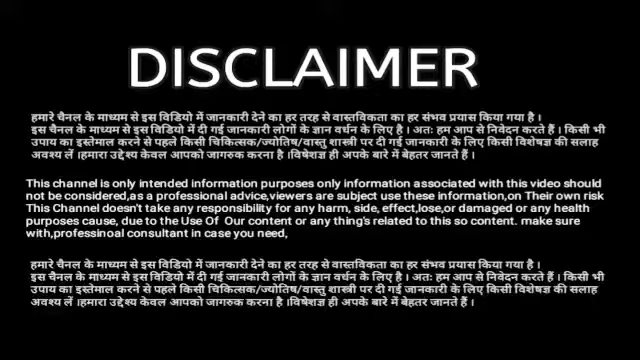 DISCLAIMER
हमारे चैनल के माध्यम से इस विडियो में जानकारी देने का हर तरह से वास्तविकता का हर संभव प्रयास किया गया है ।
इस चैनल के माध्यम से इस विडियो में दी गई जानकारी लोगों के ज्ञान वर्धन के लिए है । अतः हम आप से निवेदन करते हैं । किसी भी
उपाय का इस्तेमाल करने से पहले किसी चिकित्सक/ज्योतिष/वास्तु शास्त्री पर दी गई जानकारी के लिए किसी विशेषज्ञ की सलाह
अवश्य लें ।हमारा उद्देश्य केवल आपको जागरुक करना है ।विषेशज्ञ ही अपके बारे में बेहतर जानते हैं ।
This channel is only intended information purposes only information associated with this video should
not be considered,as a professional advice,viewers are subject use these information,on Their own risk
This Channel doesn't take any responsibility for any harm, side, effect,lose,or damaged or any health
purposes cause, due to the Use Of Our content or any thing's related to this so content. make sure
with,professinoal consultant in case you need,
हमारे चैनल के माध्यम से इस विडियो में जानकारी देने का हर तरह से वास्तविकता का हर संभव प्रयास किया गया है ।
इस चैनल के माध्यम से इस विडियो में दी गई जानकारी लोगों के ज्ञान वर्धन के लिए है । अतः हम आप से निवेदन करते हैं । किसी भी
उपाय का इस्तेमाल करने से पहले किसी चिकित्सक/ज्योतिष/वास्तु शास्त्री पर दी गई जानकारी के लिए किसी विशेषज्ञ की सलाह
अवश्य लें ।हमारा उद्देश्य केवल आपको जागरुक करना है ।विषेशज्ञ ही अपके बारे में बेहतर जानते हैं ।